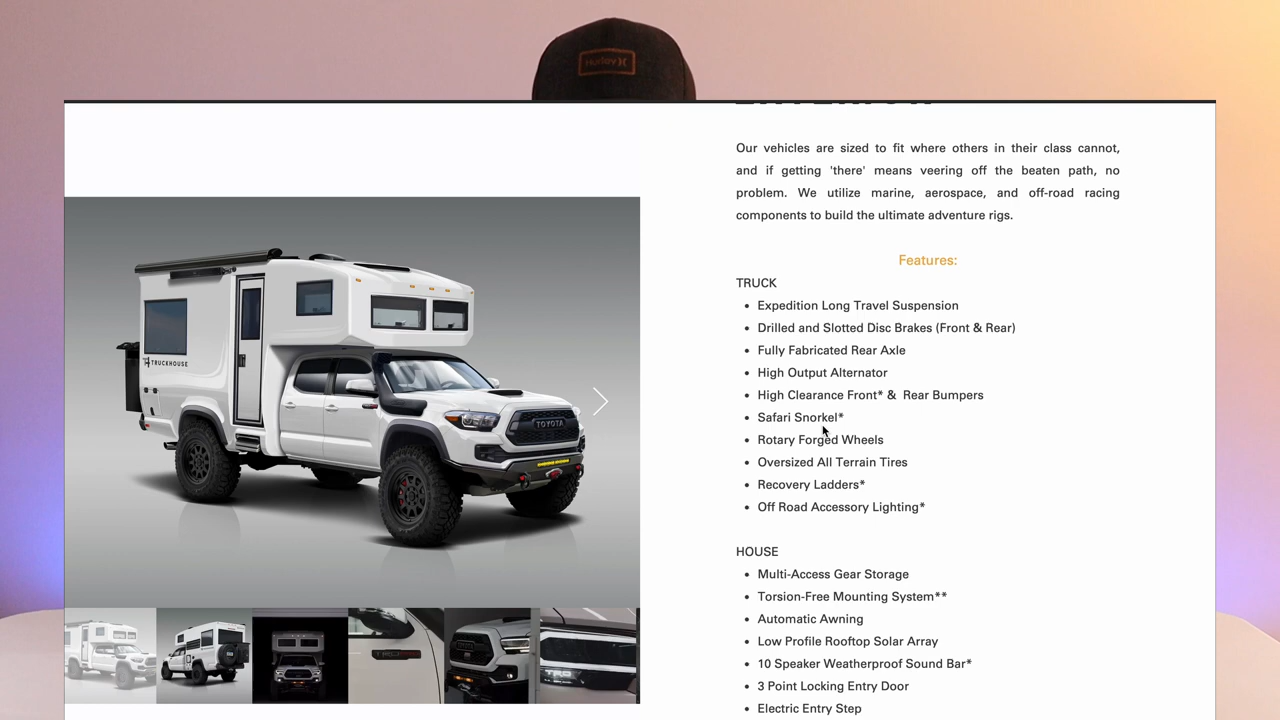 Hurley
Our vehicles are sized to fit where others in their class cannot,
and if getting 'there' means veering off the beaten path, no
problem. We utilize marine, aerospace, and off-road racing
components to build the ultimate adventure rigs.
Features:
TRUCK
• Expedition Long Travel Suspension
• Drilled and Slotted Disc Brakes (Front & Rear)
• Fully Fabricated Rear Axle
• High Output Alternator
• High Clearance Front* & Rear Bumpers
• Safari Snorkel*
• Rotary Forged Wheels
• Oversized All Terrain Tires
• Recovery Ladders*
• Off Road Accessory Lighting*
HOUSE
• Multi-Access Gear Storage
• Torsion-Free Mounting System**
• Automatic Awning
• Low Profile Rooftop Solar Array
• 10 Speaker Weatherproof Sound Bar*
• 3 Point Locking Entry Door
• Electric Entry Step
TRUCKHOUSE
TOYOTA